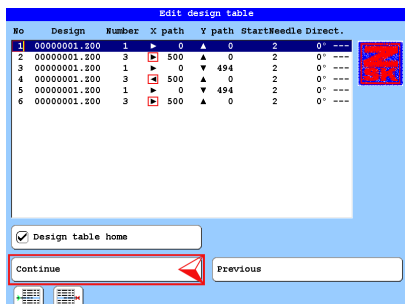 Edit design table
No Design Number X path Y path StartNeedle Direct.
1 00000001.Z00 1 ► 0 ▲ 0 2 0° ---
2 00000001.Z00 3 ► 500 ▲ 0 2 0° ---
3 00000001.Z00 1 ► 0 ▼ 494 2 0° ---
4 00000001.Z00 3 ◄ 500 ▲ 0 2 0° ---
5 00000001.Z00 1 ► 0 ▼ 494 2 0° ---
6 00000001.Z00 3 ► 500 ▲ 0 2 0° ---
Design table home
Continue Previous